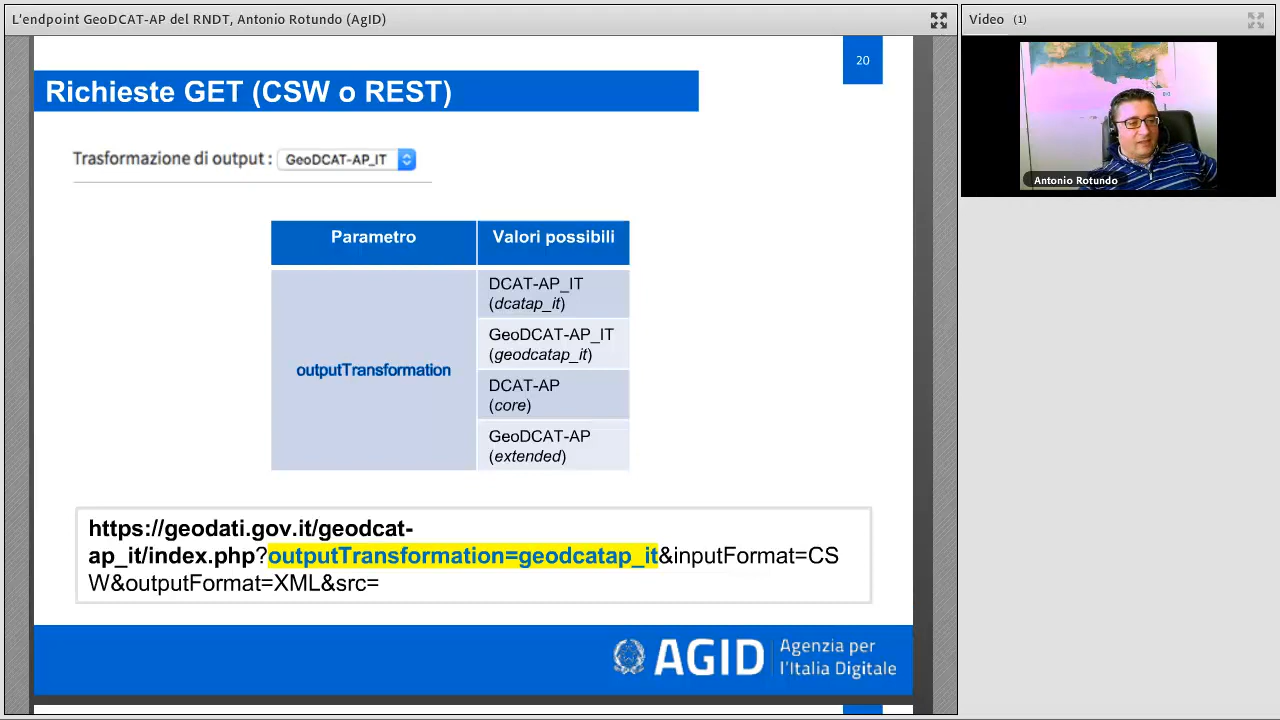 L'endpoint GeoDCAT-AP del RNDT, Antonio Rotundo (AgID)
Video (1)
20
Richieste GET (CSW o REST)
Trasformazione di output : GeoDCAT-AP_IT
Parametro
Valori possibili
outputTransformation
DCAT-AP_IT
(dcatap_it)
GeoDCAT-AP_IT
(geodcatap_it)
DCAT-AP
(core)
GeoDCAT-AP
(extended)
https://geodati.gov.it/geodcat-
ap_it/index.php?outputTransformation=geodcatap_it&inputFormat=CS
W&outputFormat=XML&src=
AGID
Agenzia per
l'Italia Digitale
Antonio Rotundo